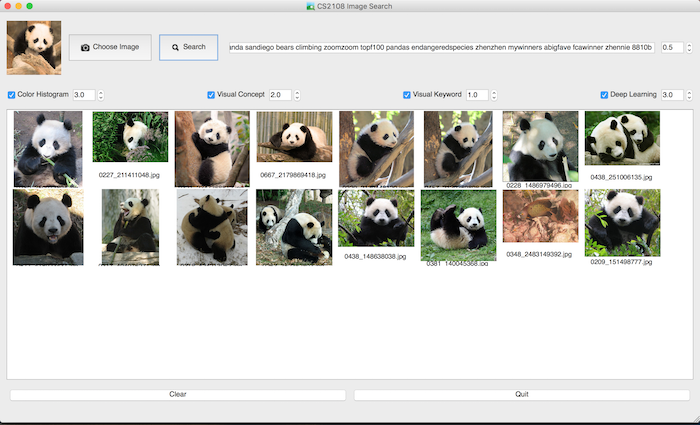 CS2108 Image Search
Choose Image
Search
anda sandiego bears climbing zoomzoom topf100 pandas endangeredspecies zhenzhen mywinners abigfave fcawinner zhennie 8810b
0.5
Color Histogram 3.0
Visual Concept 2.0
Visual Keyword 1.0
Deep Learning 3.0
0227_211411048.jpg
0667_2179869418.jpg
0228_1486979496.jpg
0438_251006135.jpg
0438_148638038.jpg
0381_140045368.jpg
0348_2483149392.jpg
0209_151498777.jpg
Clear
Quit